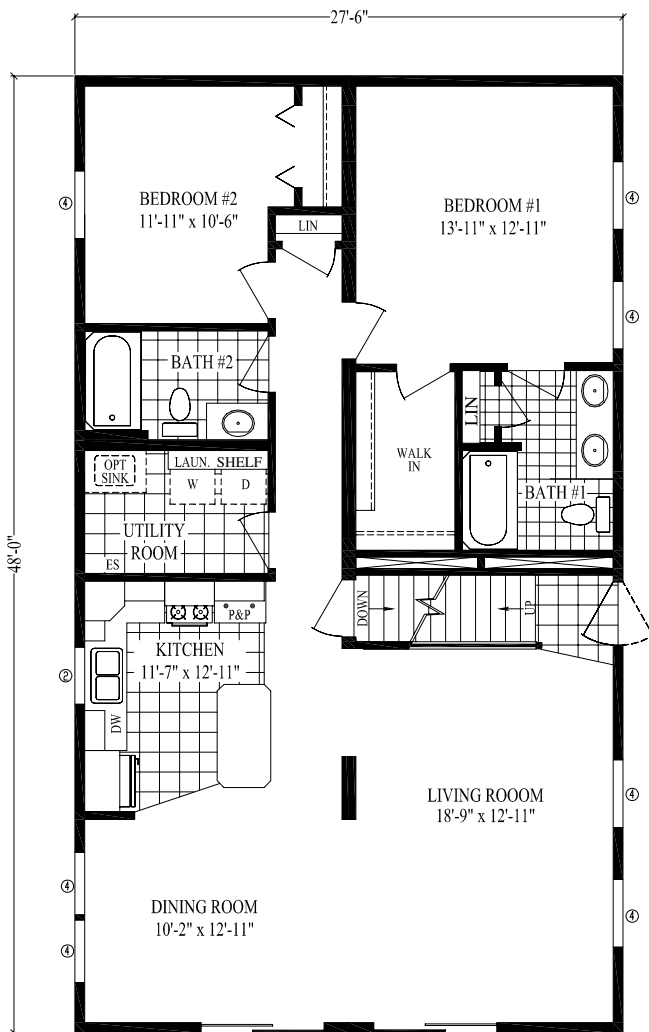 27'-6"
48'-0"
BEDROOM #2
11'-11" x 10'-6"
④
LIN
BEDROOM #1
13'-11" x 12'-11"
④
④
BATH #2
LIN
WALK
IN
BATH #1
OPT
SINK
LAUN. SHELF
W
D
UTILITY
ROOM
ES
DOWN
UP
P&P
KITCHEN
11'-7" x 12'-11"
②
DW
LIVING ROOOM
18'-9" x 12'-11"
④
④
DINING ROOM
10'-2" x 12'-11"
④
④